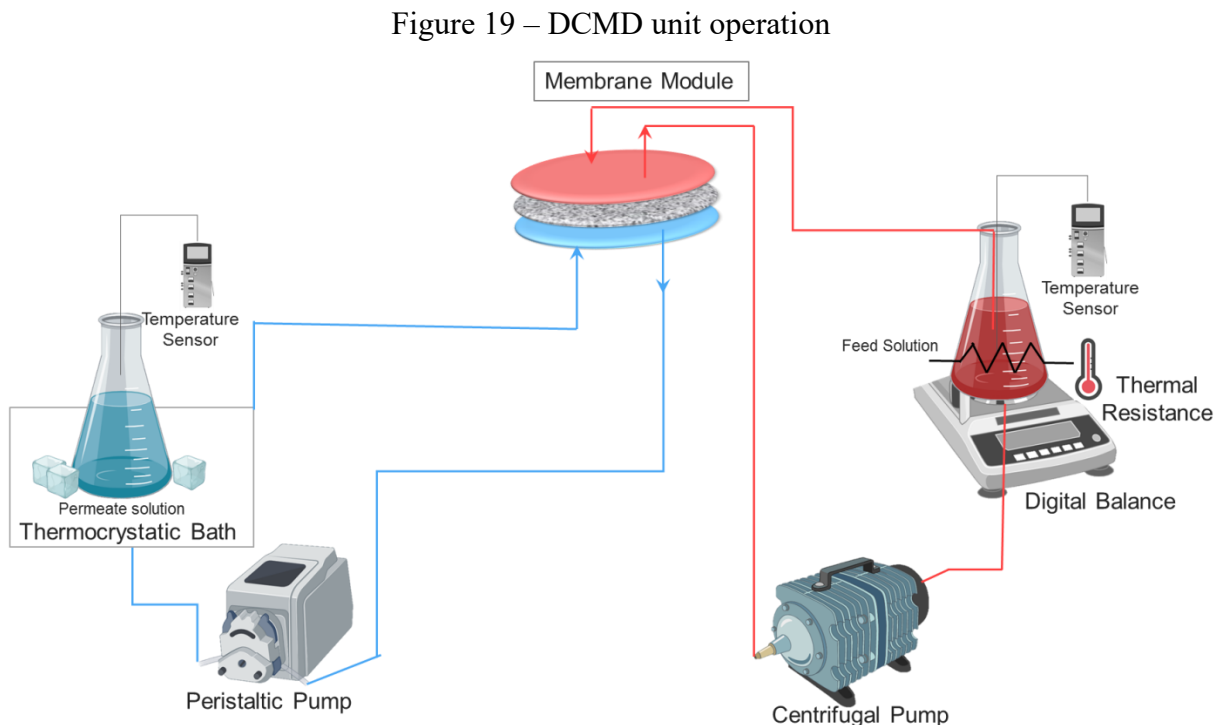 Figure 19 – DCMD unit operation
Membrane Module
Temperature
Sensor
Temperature
Sensor
Feed Solution
Thermal
Resistance
Permeate solution
Thermocrystatic Bath
Digital Balance
Peristaltic Pump
Centrifugal Pump